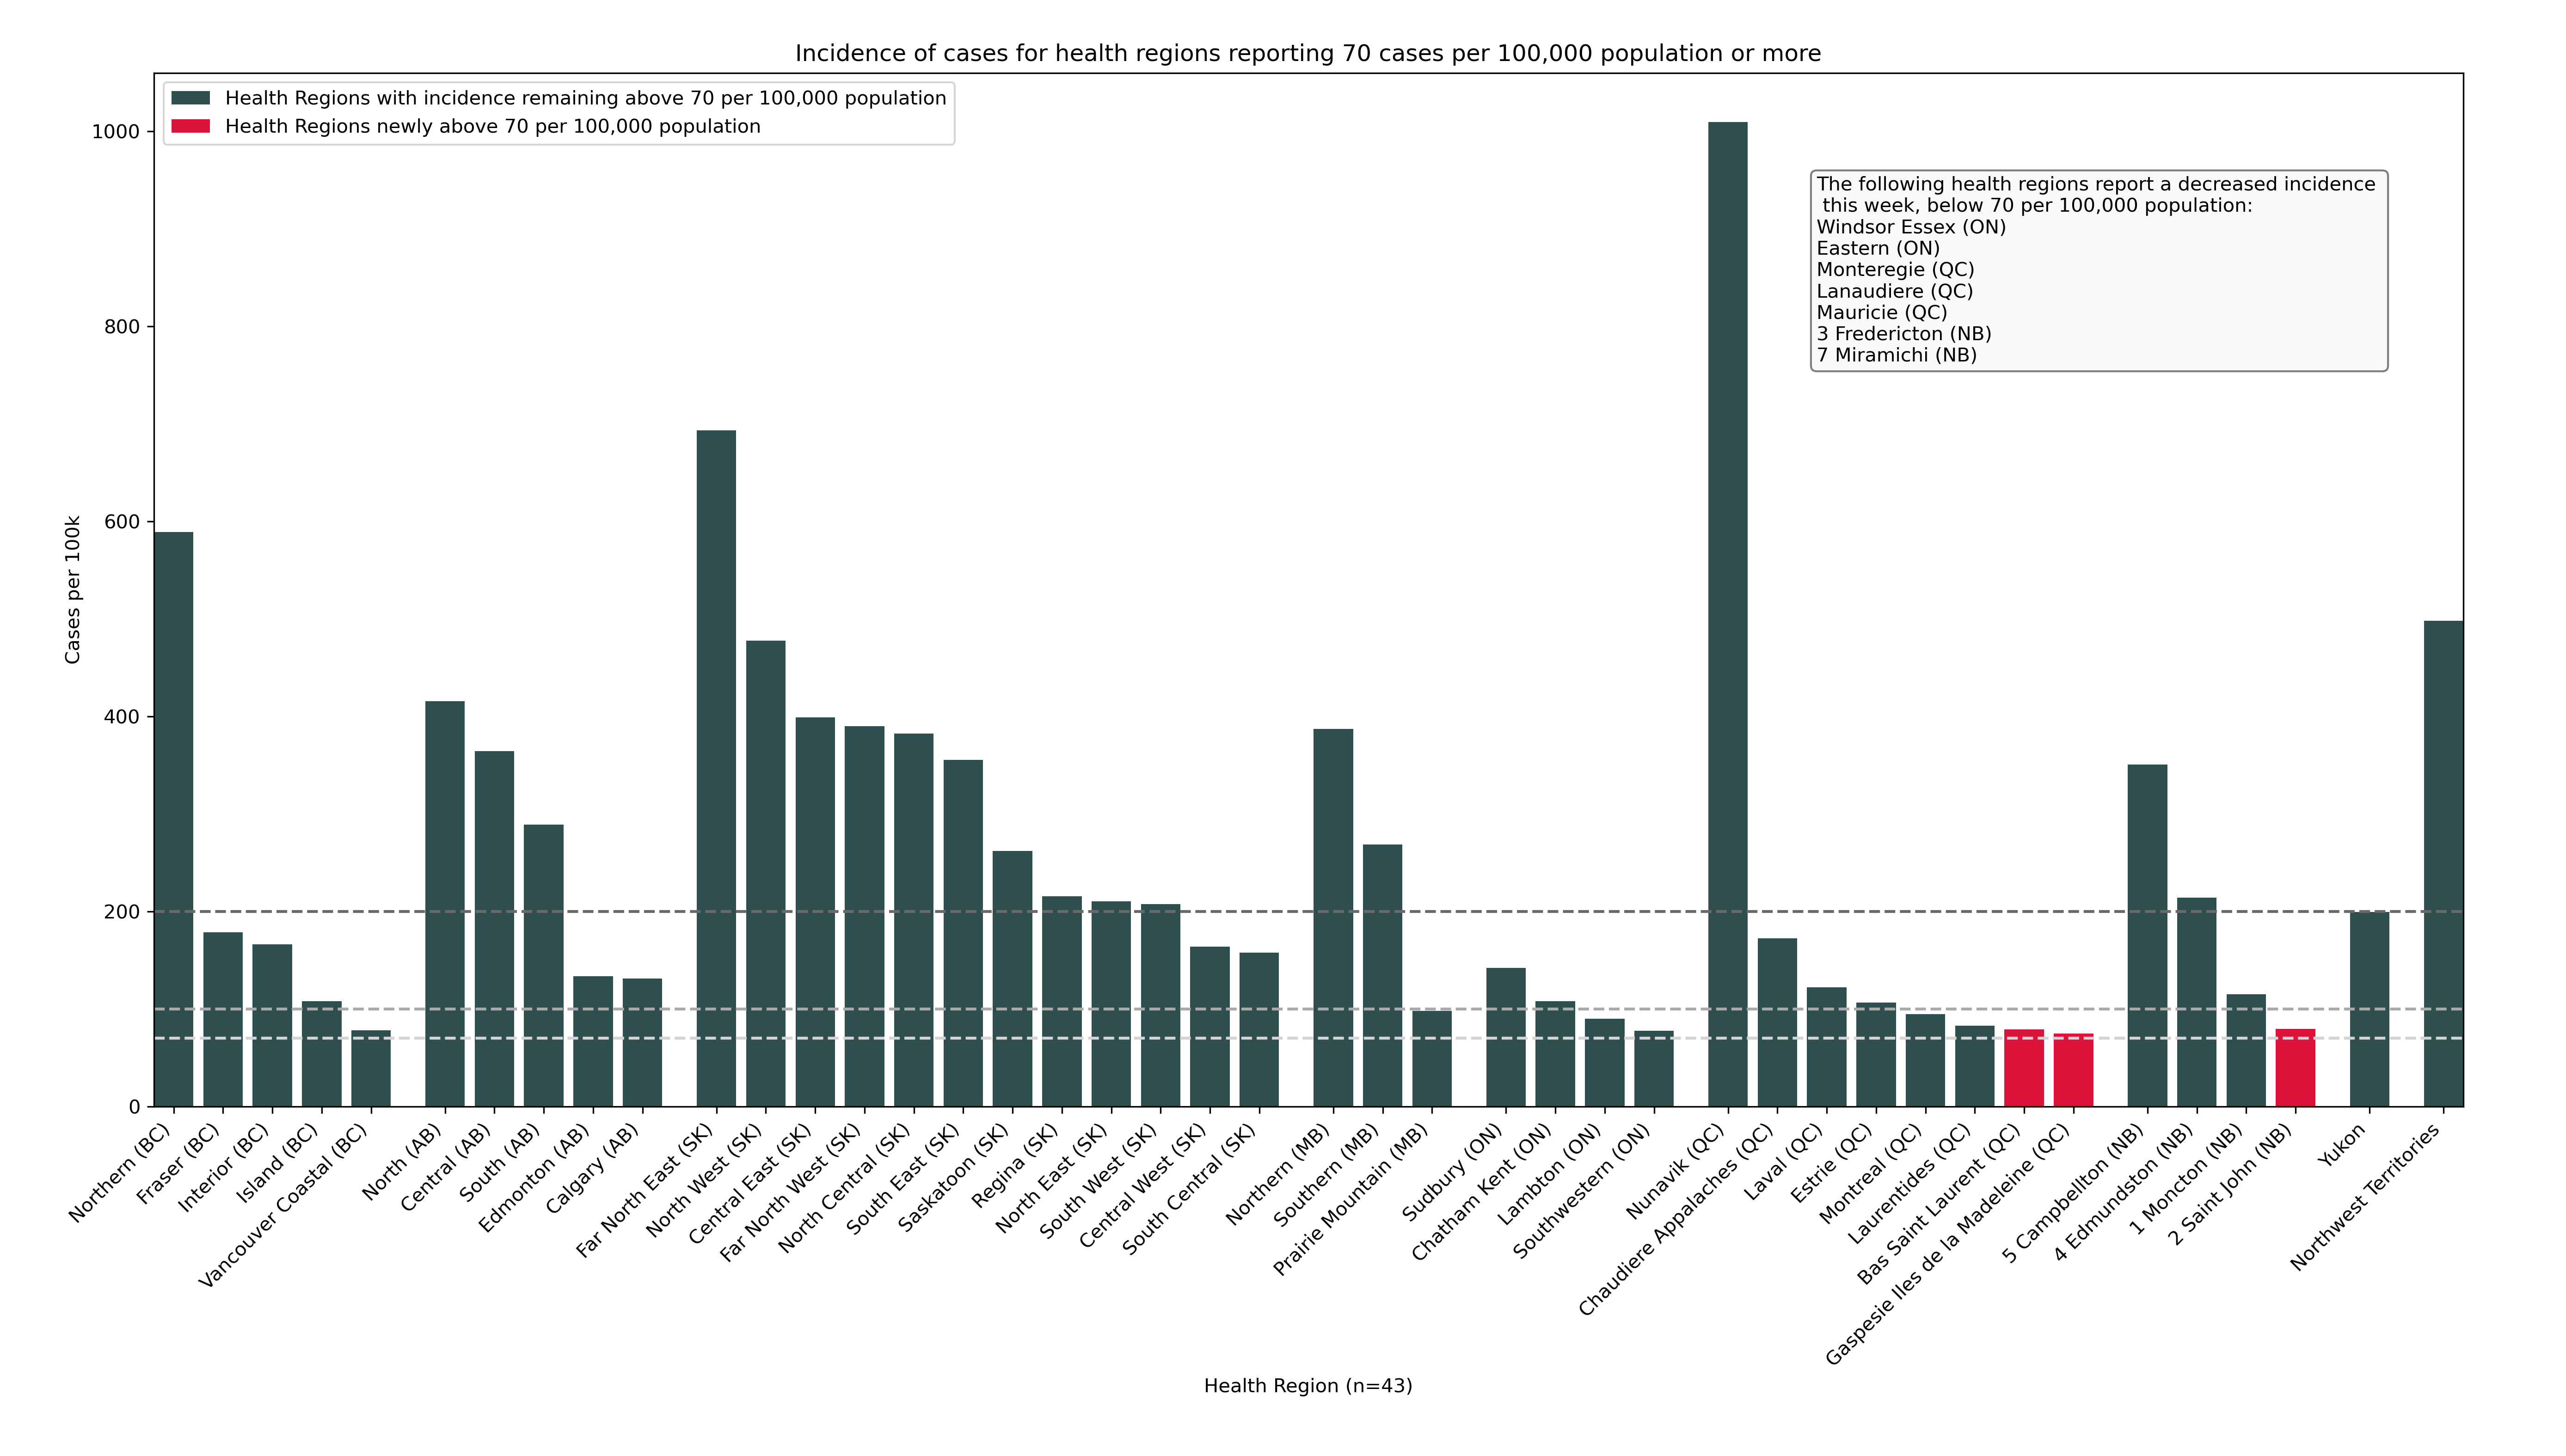 Incidence of cases for health regions reporting 70 cases per 100,000 population or more
Health Regions with incidence remaining above 70 per 100,000 population
Health Regions newly above 70 per 100,000 population
The following health regions report a decreased incidence
this week, below 70 per 100,000 population:
Windsor Essex (ON)
Eastern (ON)
Monteregie (QC)
Lanaudiere (QC)
Mauricie (QC)
3 Fredericton (NB)
7 Miramichi (NB)
Cases per 100k
1000
800
600
400
200
0
Northern (BC)
Fraser (BC)
Interior (BC)
Island (BC)
Vancouver Coastal (BC)
North (AB)
Central (AB)
South (AB)
Edmonton (AB)
Calgary (AB)
Far North East (SK)
North West (SK)
Central East (SK)
Far North West (SK)
North Central (SK)
South East (SK)
Saskatoon (SK)
Regina (SK)
North East (SK)
South West (SK)
Central West (SK)
South Central (SK)
Northern (MB)
Southern (MB)
Prairie Mountain (MB)
Sudbury (ON)
Chatham Kent (ON)
Lambton (ON)
Southwestern (ON)
Nunavik (QC)
Chaudiere Appalaches (QC)
Laval (QC)
Estrie (QC)
Montreal (QC)
Laurentides (QC)
Bas Saint Laurent (QC)
Gaspesie Iles de la Madeleine (QC)
5 Campbellton (NB)
4 Edmundston (NB)
1 Moncton (NB)
2 Saint John (NB)
Yukon
Northwest Territories
Health Region (n=43)